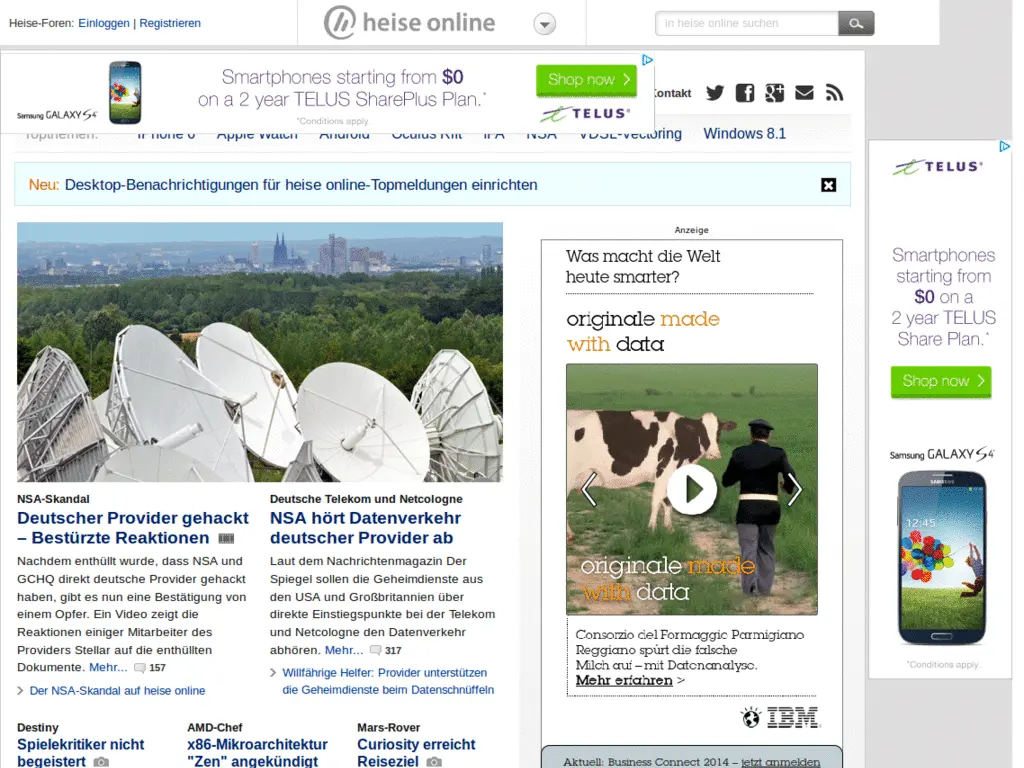 Heise-Foren: Einloggen | Registrieren
heise online
in heise online suchen
Smartphones starting from $0
on a 2 year TELUS SharePlus Plan.*
*Conditions apply.
SAMSUNG GALAXY S4
Shop now >
TELUS®
Kontakt
Topthemen: iPhone 6 Apple Watch Android Oculus Rift IFA NSA VDSL-Vectoring Windows 8.1
Neu: Desktop-Benachrichtigungen für heise online-Topmeldungen einrichten
NSA-Skandal
Deutscher Provider gehackt
– Bestürzte Reaktionen
Nachdem enthüllt wurde, dass NSA und
GCHQ direkt deutsche Provider gehackt
haben, gibt es nun eine Bestätigung von
einem Opfer. Ein Video zeigt die
Reaktionen einiger Mitarbeiter des
Providers Stellar auf die enthüllten
Dokumente. Mehr... 157
Der NSA-Skandal auf heise online
Deutsche Telekom und Netcologne
NSA hört Datenverkehr
deutscher Provider ab
Laut dem Nachrichtenmagazin Der
Spiegel sollen die Geheimdienste aus
den USA und Großbritannien über
direkte Einstiegspunkte bei der Telekom
und Netcologne den Datenverkehr
abhören. Mehr... 317
Willfährige Helfer: Provider unterstützen
die Geheimdienste beim Datenschnüffeln
Destiny
Spielekritiker nicht
begeistert
AMD-Chef
x86-Mikroarchitektur
"Zen" angekündigt
Mars-Rover
Curiosity erreicht
Reiseziel
Anzeige
Was macht die Welt
heute smarter?
originale made
with data
originale made
with data
Consorzio del Formaggio Parmigiano
Reggiano spürt die falsche
Milch auf – mit Datenanalyse.
Mehr erfahren >
IBM
Aktuell: Business Connect 2014 – jetzt anmelden
TELUS®
Smartphones
starting from
$0 on a
2 year TELUS
Share Plan.*
Shop now >
SAMSUNG GALAXY S4
SAMSUNG
12:45
*Conditions apply.